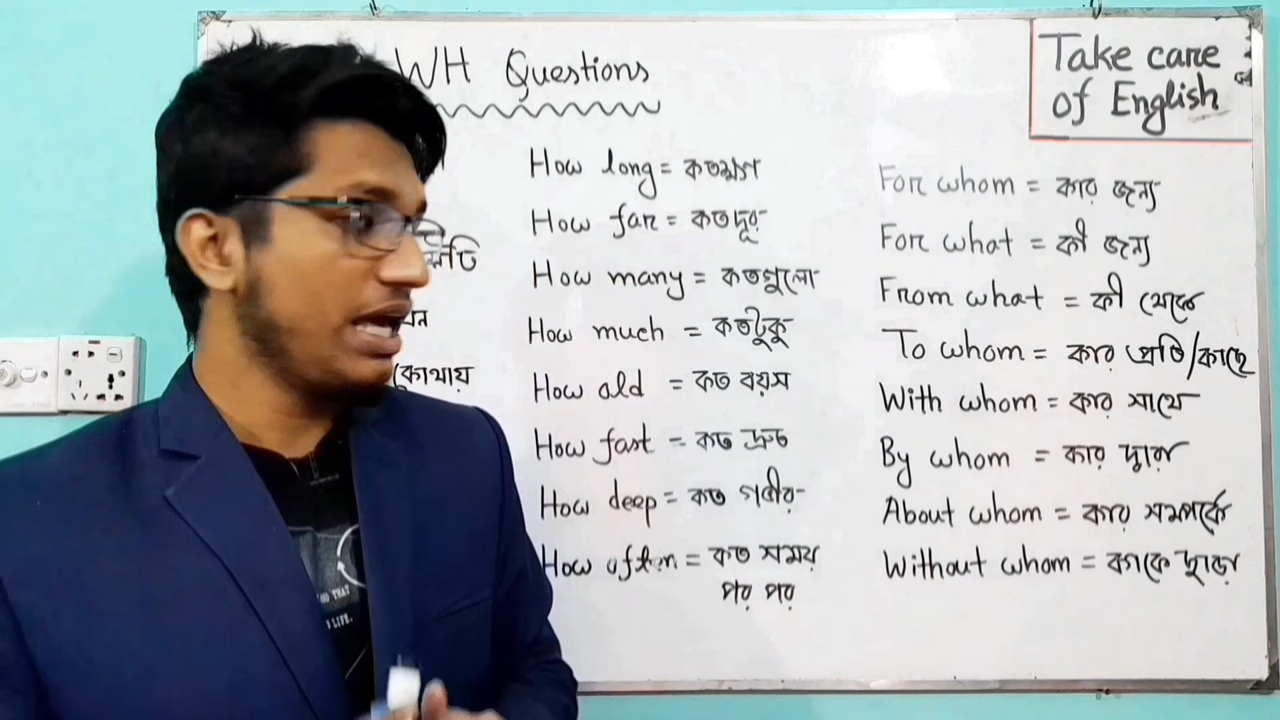 WH Questions
Take care
of English
কোথায়
How long = কতক্ষণ
How far = কতদূর
How many = কতগুলো
How much = কতটুকু
How old = কত বয়স
How fast = কত দ্রুত
How deep = কত গভীর
How often = কত সময়
পর পর
For whom = কার জন্য
For what = কী জন্য
From what = কী থেকে
To whom = কার প্রতি/কাছে
With whom = কার সাথে
By whom = কার দ্বারা
About whom = কার সম্পর্কে
Without whom = কাকে ছাড়া
LIFE.